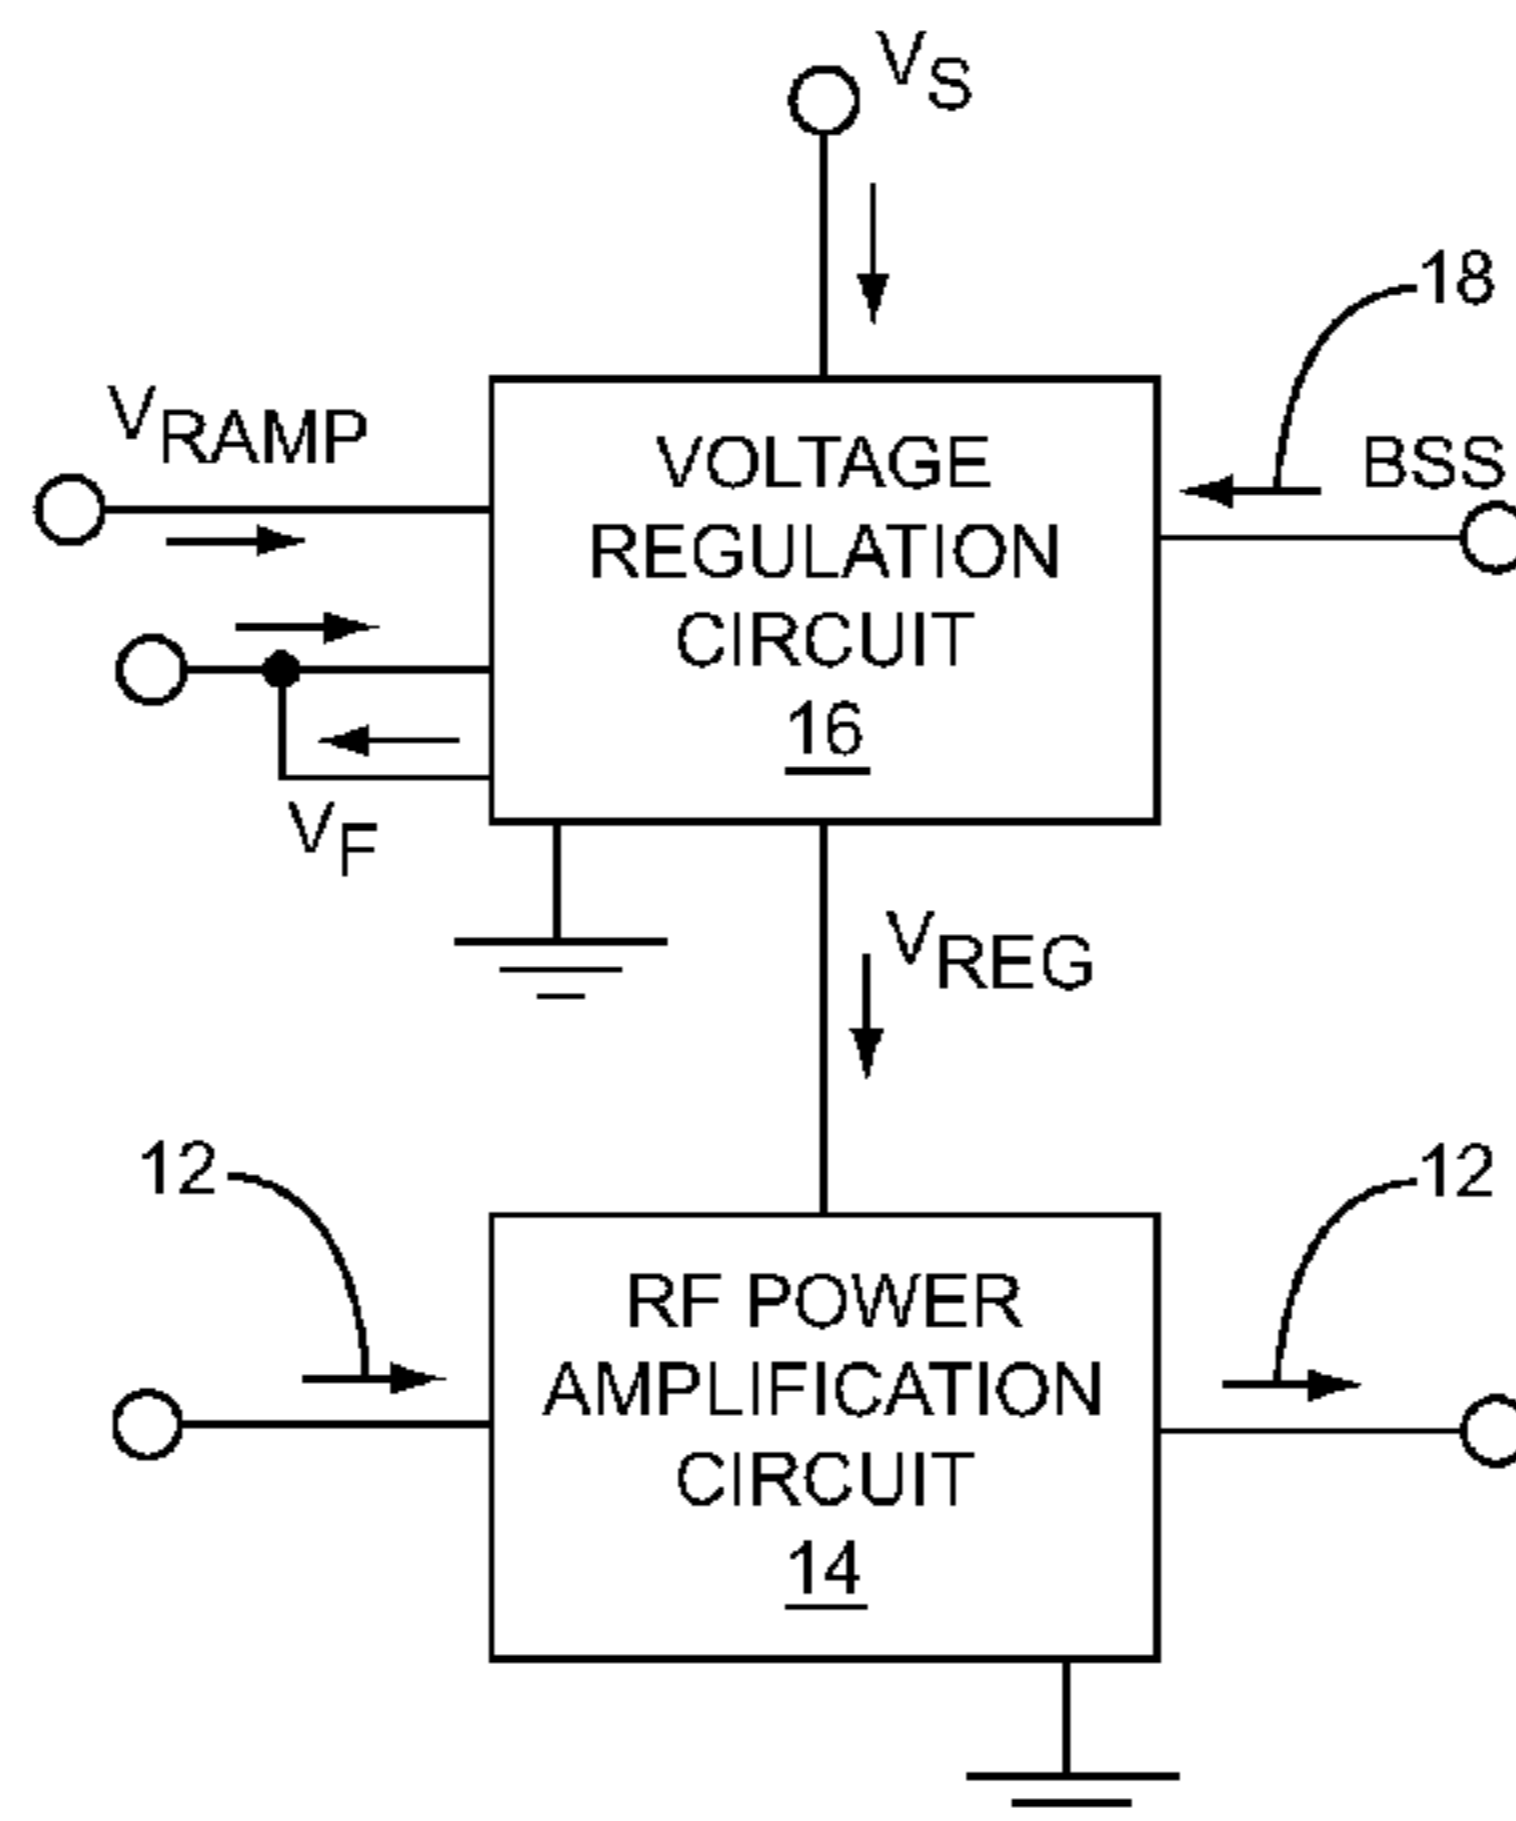 VS
18
VRAMP
BSS
VOLTAGE
REGULATION
CIRCUIT
16
VF
VREG
12
12
RF POWER
AMPLIFICATION
CIRCUIT
14